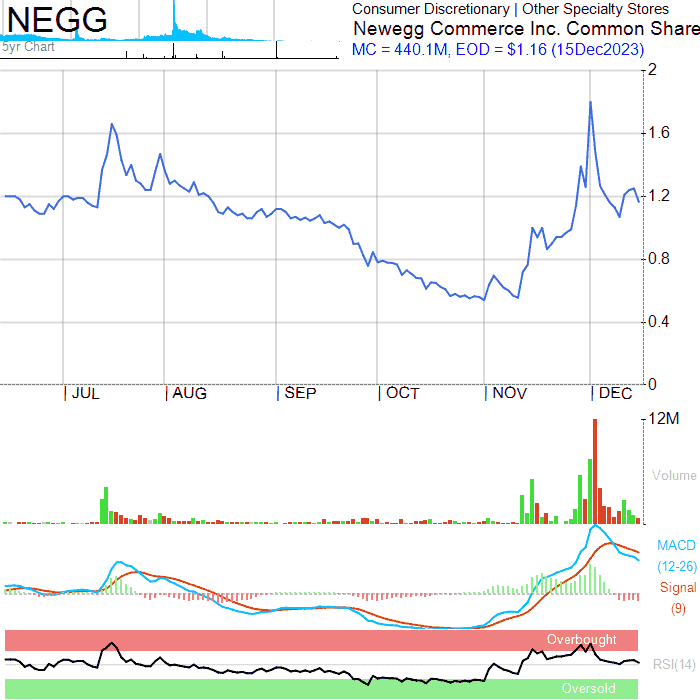 NEGG
5yr Chart
Consumer Discretionary | Other Specialty Stores
Newegg Commerce Inc. Common Share
MC = 440.1M, EOD = $1.16 (15Dec2023)
2
1.6
1.2
0.8
0.4
0
JUL AUG SEP OCT NOV DEC
12M
Volume
MACD
(12-26)
Signal
(9)
Overbought
RSI(14)
Oversold